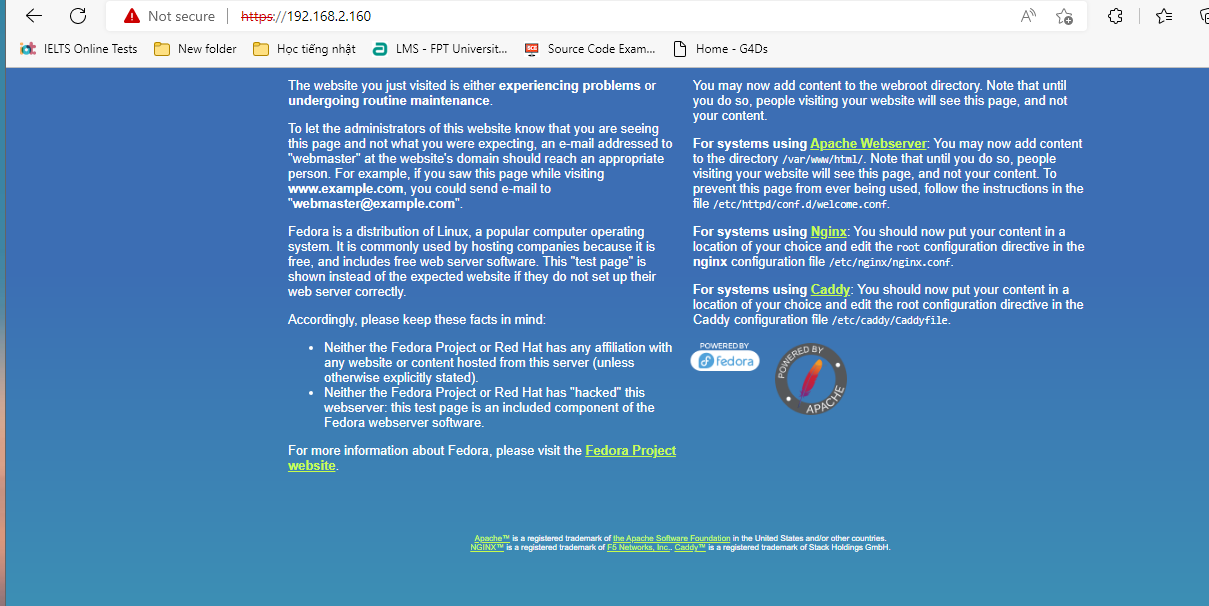 Not secure
https://192.168.2.160
IELTS Online Tests
New folder
Học tiếng nhật
LMS - FPT Universit...
Source Code Exam...
Home - G4Ds
The website you just visited is either experiencing problems or
undergoing routine maintenance.
To let the administrators of this website know that you are seeing
this page and not what you were expecting, an e-mail addressed to
"webmaster" at the website's domain should reach an appropriate
person. For example, if you saw this page while visiting
www.example.com, you could send e-mail to
"webmaster@example.com".
Fedora is a distribution of Linux, a popular computer operating
system. It is commonly used by hosting companies because it is
free, and includes free web server software. This "test page" is
shown instead of the expected website if they do not set up their
web server correctly.
Accordingly, please keep these facts in mind:
• Neither the Fedora Project or Red Hat has any affiliation with
any website or content hosted from this server (unless
otherwise explicitly stated).
• Neither the Fedora Project or Red Hat has "hacked" this
webserver: this test page is an included component of the
Fedora webserver software.
For more information about Fedora, please visit the Fedora Project
website.
You may now add content to the webroot directory. Note that until
you do so, people visiting your website will see this page, and not
your content.
For systems using Apache Webserver: You may now add content
to the directory /var/www/html/. Note that until you do so, people
visiting your website will see this page, and not your content. To
prevent this page from ever being used, follow the instructions in the
file /etc/httpd/conf.d/welcome.conf.
For systems using Nginx: You should now put your content in a
location of your choice and edit the root configuration directive in the
nginx configuration file /etc/nginx/nginx.conf.
For systems using Caddy: You should now put your content in a
location of your choice and edit the root configuration directive in the
Caddy configuration file /etc/caddy/Caddyfile.
POWERED BY
fedora
POWERED BY
APACHE
Apache™ is a registered trademark of the Apache Software Foundation in the United States and/or other countries.
NGINX™ is a registered trademark of F5 Networks, Inc.. Caddy™ is a registered trademark of Stack Holdings GmbH.